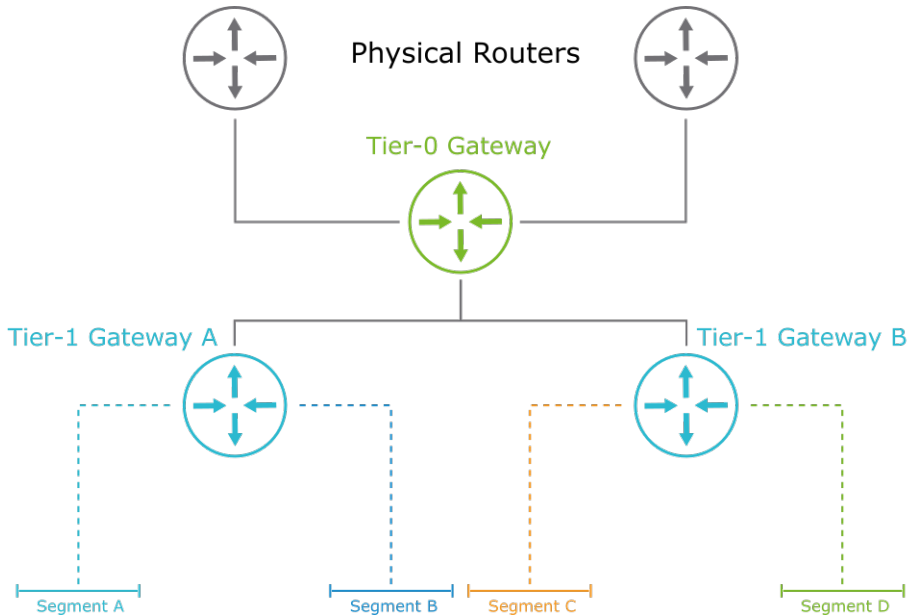 Physical Routers
Tier-0 Gateway
Tier-1 Gateway A
Tier-1 Gateway B
Segment A
Segment B
Segment C
Segment D